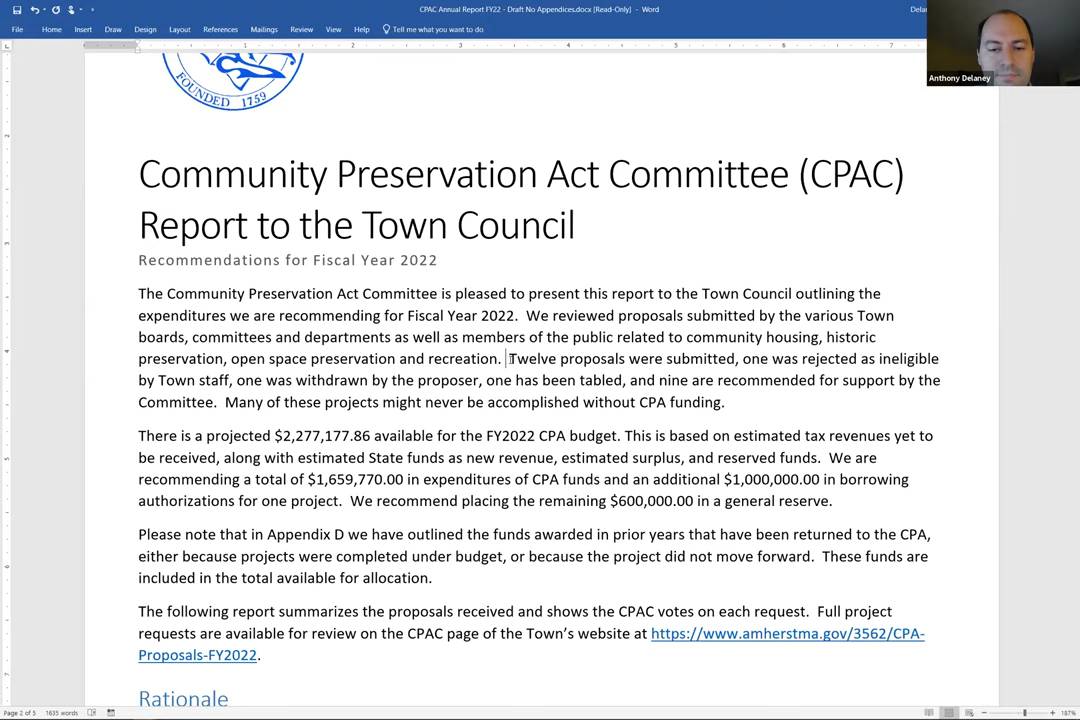 CPAC Annual Report FY22 - Draft No Appendices.docx [Read-Only] - Word
File Home Insert Draw Design Layout References Mailings Review View Help Tell me what you want to do
Anthony Delaney
FOUNDED 1759
Community Preservation Act Committee (CPAC)
Report to the Town Council
Recommendations for Fiscal Year 2022
The Community Preservation Act Committee is pleased to present this report to the Town Council outlining the
expenditures we are recommending for Fiscal Year 2022. We reviewed proposals submitted by the various Town
boards, committees and departments as well as members of the public related to community housing, historic
preservation, open space preservation and recreation. Twelve proposals were submitted, one was rejected as ineligible
by Town staff, one was withdrawn by the proposer, one has been tabled, and nine are recommended for support by the
Committee. Many of these projects might never be accomplished without CPA funding.
There is a projected $2,277,177.86 available for the FY2022 CPA budget. This is based on estimated tax revenues yet to
be received, along with estimated State funds as new revenue, estimated surplus, and reserved funds. We are
recommending a total of $1,659,770.00 in expenditures of CPA funds and an additional $1,000,000.00 in borrowing
authorizations for one project. We recommend placing the remaining $600,000.00 in a general reserve.
Please note that in Appendix D we have outlined the funds awarded in prior years that have been returned to the CPA,
either because projects were completed under budget, or because the project did not move forward. These funds are
included in the total available for allocation.
The following report summarizes the proposals received and shows the CPAC votes on each request. Full project
requests are available for review on the CPAC page of the Town's website at https://www.amherstma.gov/3562/CPA-
Proposals-FY2022.
Rationale
Page 2 of 5 1635 words
187%